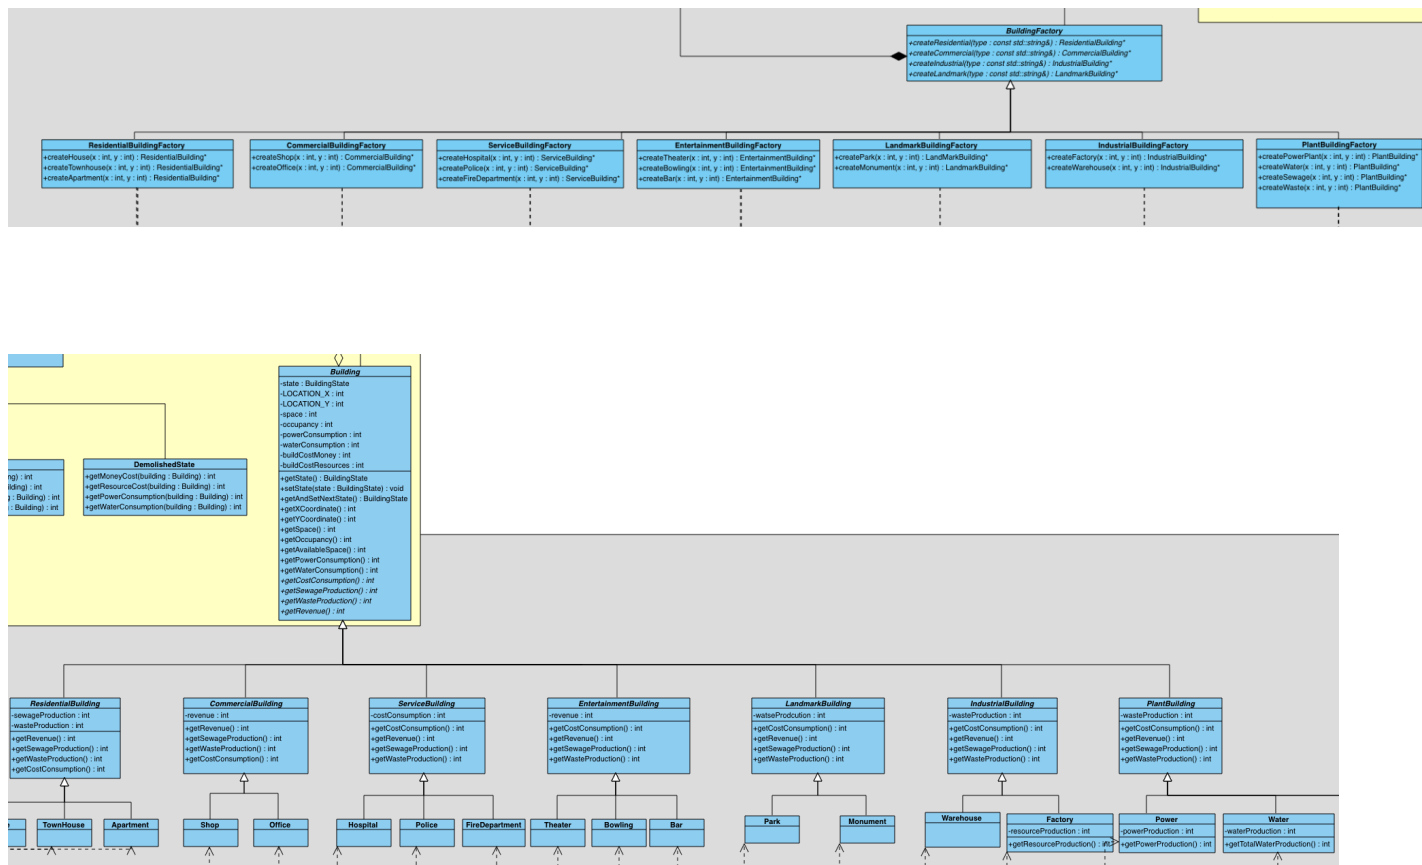 BuildingFactory
+createResidential(type : const std::string&) : ResidentialBuilding*
+createCommercial(type : const std::string&) : CommercialBuilding*
+createIndustrial(type : const std::string&) : IndustrialBuilding*
+createLandmark(type : const std::string&) : LandmarkBuilding*
ResidentialBuildingFactory
+createHouse(x : int, y : int) : ResidentialBuilding*
+createTownhouse(x : int, y : int) : ResidentialBuilding*
+createApartment(x : int, y : int) : ResidentialBuilding*
CommercialBuildingFactory
+createShop(x : int, y : int) : CommercialBuilding*
+createOffice(x : int, y : int) : CommercialBuilding*
ServiceBuildingFactory
+createHospital(x : int, y : int) : ServiceBuilding*
+createPolice(x : int, y : int) : ServiceBuilding*
+createFireDepartment(x : int, y : int) : ServiceBuilding*
EntertainmentBuildingFactory
+createTheater(x : int, y : int) : EntertainmentBuilding*
+createBowling(x : int, y : int) : EntertainmentBuilding*
+createBar(x : int, y : int) : EntertainmentBuilding*
LandmarkBuildingFactory
+createPark(x : int, y : int) : LandMarkBuilding*
+createMonument(x : int, y : int) : LandmarkBuilding*
IndustrialBuildingFactory
+createFactory(x : int, y : int) : IndustrialBuilding*
+createWarehouse(x : int, y : int) : IndustrialBuilding*
PlantBuildingFactory
+createPowerPlant(x : int, y : int) : PlantBuilding*
+createWater(x : int, y : int) : PlantBuilding*
+createSewage(x : int, y : int) : PlantBuilding*
+createWaste(x : int, y : int) : PlantBuilding*
Building
-state : BuildingState
-LOCATION_X : int
-LOCATION_Y : int
-space : int
-occupancy : int
-powerConsumption : int
-waterConsumption : int
-buildCostMoney : int
-buildCostResources : int
+getState() : BuildingState
+setState(state : BuildingState) : void
+getAndSetNextState() : BuildingState
+getXCoordinate() : int
+getYCoordinate() : int
+getSpace() : int
+getOccupancy() : int
+getAvailableSpace() : int
+getPowerConsumption() : int
+getWaterConsumption() : int
+getCostConsumption() : int
+getSewageProduction() : int
+getWasteProduction() : int
+getRevenue() : int
: int
: int
: Building) : int
: Building) : int
DemolishedState
+getMoneyCost(building : Building) : int
+getResourceCost(building : Building) : int
+getPowerConsumption(building : Building) : int
+getWaterConsumption(building : Building) : int
ResidentialBuilding
-sewageProduction : int
-wasteProduction : int
+getRevenue() : int
+getSewageProduction() : int
+getWasteProduction() : int
+getCostConsumption() : int
CommercialBuilding
-revenue : int
+getRevenue() : int
+getSewageProduction() : int
+getWasteProduction() : int
+getCostConsumption() : int
ServiceBuilding
-costConsumption : int
+getCostConsumption() : int
+getRevenue() : int
+getSewageProduction() : int
+getWasteProduction() : int
EntertainmentBuilding
-revenue : int
+getCostConsumption() : int
+getRevenue() : int
+getSewageProduction() : int
+getWasteProduction() : int
LandmarkBuilding
-watseProdcution : int
+getCostConsumption() : int
+getRevenue() : int
+getSewageProduction() : int
+getWasteProduction() : int
IndustrialBuilding
-wasteProduction : int
+getCostConsumption() : int
+getRevenue() : int
+getSewageProduction() : int
+getWasteProduction() : int
PlantBuilding
-wasteProduction : int
+getCostConsumption() : int
+getRevenue() : int
+getSewageProduction() : int
+getWasteProduction() : int
TownHouse
Apartment
Shop
Office
Hospital
Police
FireDepartment
Theater
Bowling
Bar
Park
Monument
Warehouse
Factory
-resourceProduction : int
+getResourceProduction() : int
Power
-powerProduction : int
+getPowerProduction() : int
Water
-waterProduction : int
+getTotalWaterProduction() : int